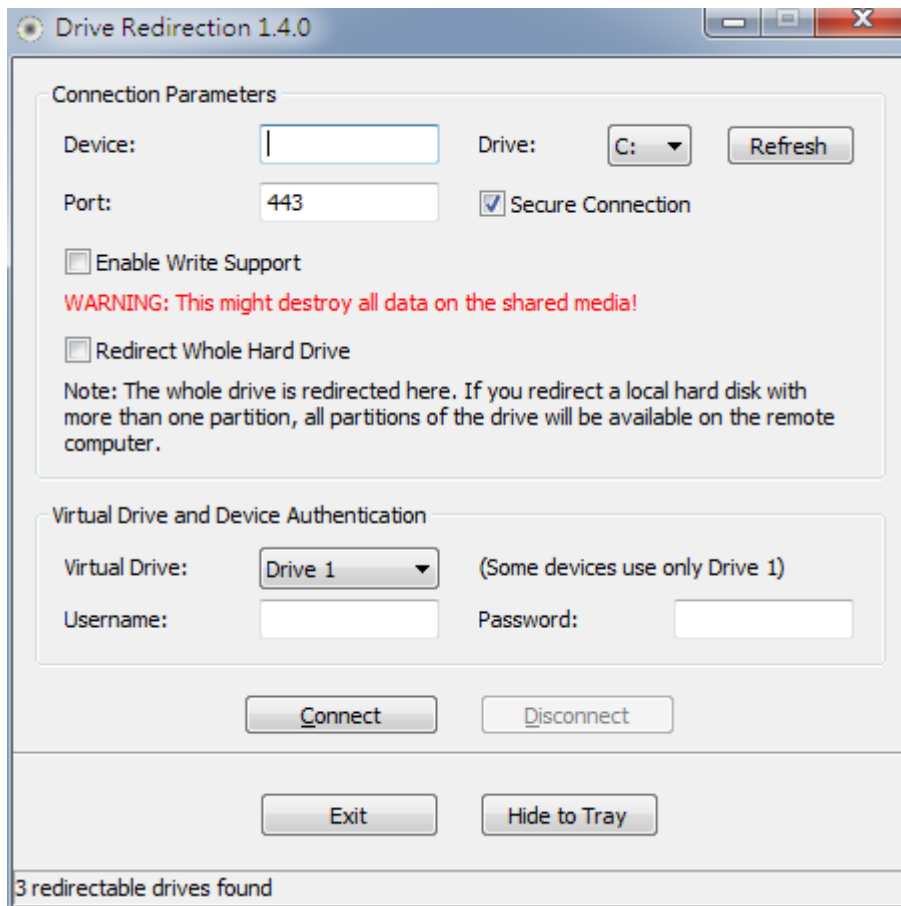 Drive Redirection 1.4.0
Connection Parameters
Device: Drive: C: Refresh
Port: 443 Secure Connection
Enable Write Support
WARNING: This might destroy all data on the shared media!
Redirect Whole Hard Drive
Note: The whole drive is redirected here. If you redirect a local hard disk with
more than one partition, all partitions of the drive will be available on the remote
computer.
Virtual Drive and Device Authentication
Virtual Drive: Drive 1 (Some devices use only Drive 1)
Username: Password:
Connect Disconnect
Exit Hide to Tray
3 redirectable drives found